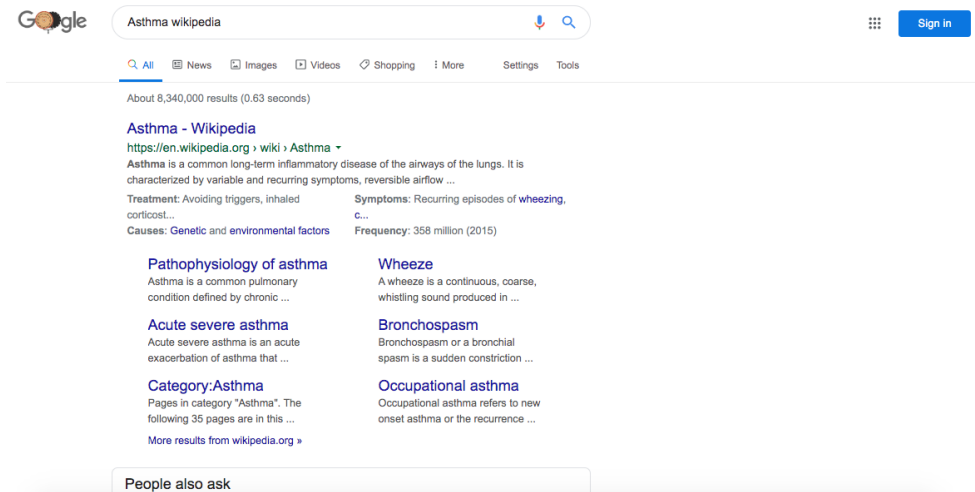 Google
Asthma wikipedia
Sign in
All News Images Videos Shopping More Settings Tools
About 8,340,000 results (0.63 seconds)
Asthma - Wikipedia
https://en.wikipedia.org › wiki › Asthma
Asthma is a common long-term inflammatory disease of the airways of the lungs. It is
characterized by variable and recurring symptoms, reversible airflow ...
Treatment: Avoiding triggers, inhaled
corticost...
Causes: Genetic and environmental factors
Symptoms: Recurring episodes of wheezing,
c...
Frequency: 358 million (2015)
Pathophysiology of asthma
Asthma is a common pulmonary
condition defined by chronic ...
Wheeze
A wheeze is a continuous, coarse,
whistling sound produced in ...
Acute severe asthma
Acute severe asthma is an acute
exacerbation of asthma that ...
Bronchospasm
Bronchospasm or a bronchial
spasm is a sudden constriction ...
Category:Asthma
Pages in category "Asthma". The
following 35 pages are in this ...
Occupational asthma
Occupational asthma refers to new
onset asthma or the recurrence ...
More results from wikipedia.org »
People also ask